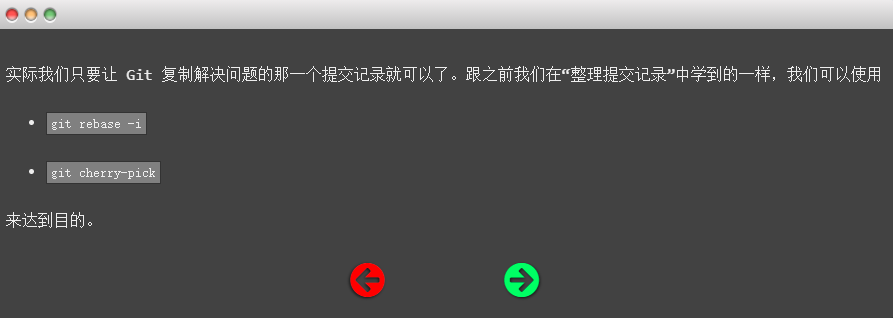 实际我们只要让 Git 复制解决问题的那一个提交记录就可以了。跟之前我们在“整理提交记录”中学到的一样，我们可以使用
git rebase -i
git cherry-pick
来达到目的。